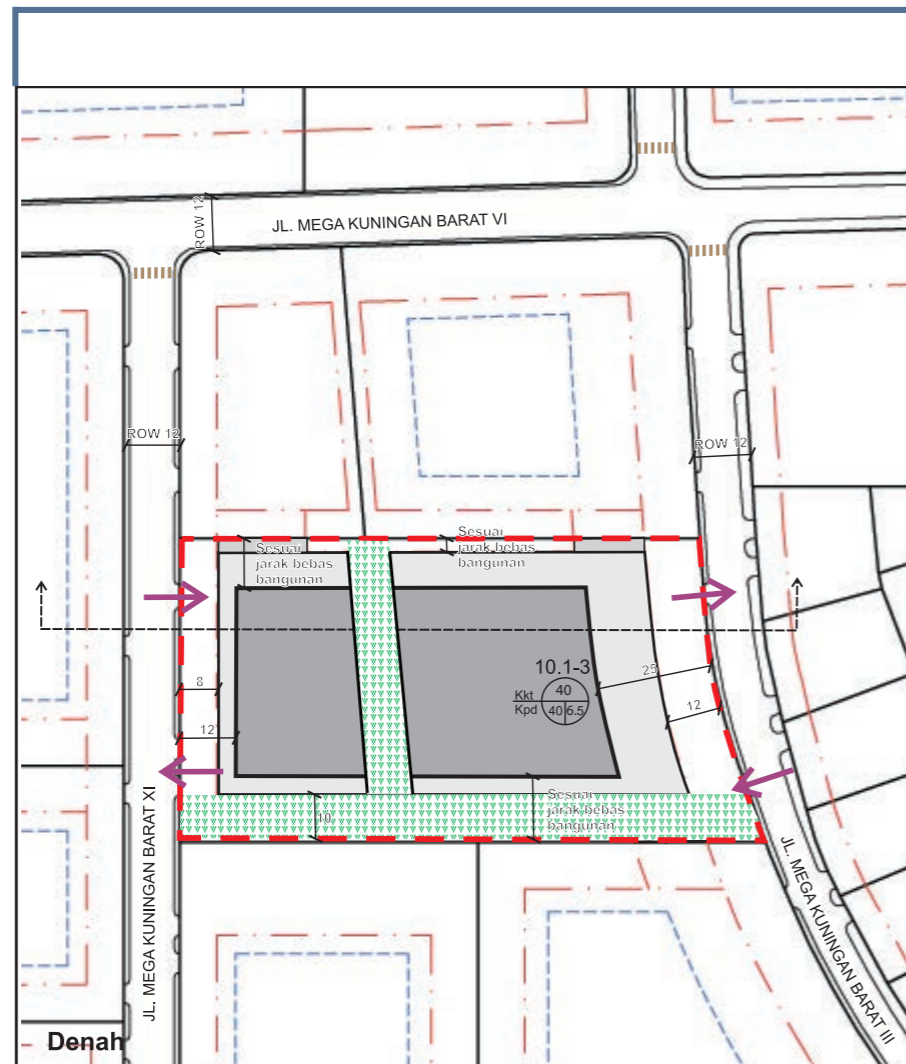 ROW 12
JL. MEGA KUNINGAN BARAT VI
ROW 12
ROW 12
Sesuai
jarak bebas
bangunan
Sesuai
jarak bebas
bangunan
10.1-3
40
Kkt
Kpd
40 6.5
25
8
12
12
Sesuai
jarak bebas
bangunan
10
JL. MEGA KUNINGAN BARAT XI
JL. MEGA KUNINGAN BARAT III
Denah